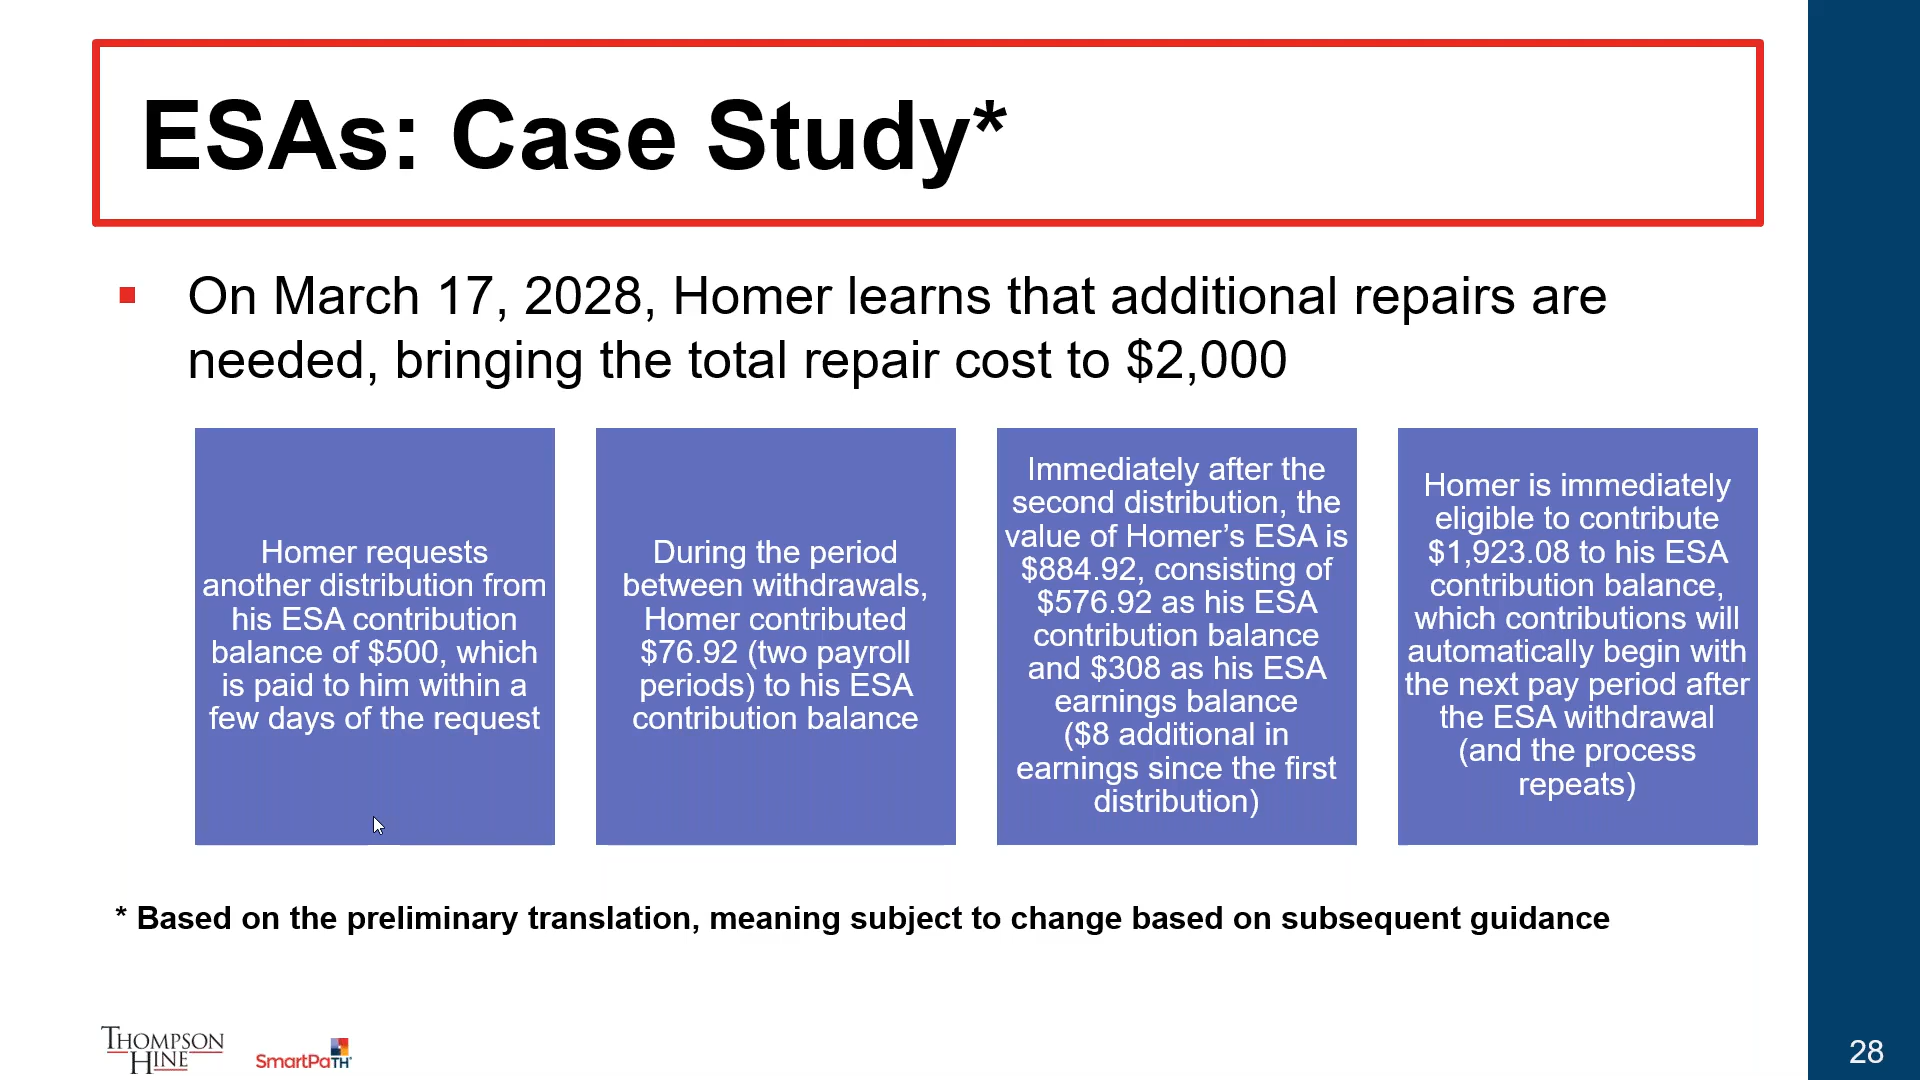 ESAs: Case Study*
▪ On March 17, 2028, Homer learns that additional repairs are
needed, bringing the total repair cost to $2,000
Homer requests
another distribution from
his ESA contribution
balance of $500, which
is paid to him within a
few days of the request
During the period
between withdrawals,
Homer contributed
$76.92 (two payroll
periods) to his ESA
contribution balance
Immediately after the
second distribution, the
value of Homer’s ESA is
$884.92, consisting of
$576.92 as his ESA
contribution balance
and $308 as his ESA
earnings balance
($8 additional in
earnings since the first
distribution)
Homer is immediately
eligible to contribute
$1,923.08 to his ESA
contribution balance,
which contributions will
automatically begin with
the next pay period after
the ESA withdrawal
(and the process
repeats)
* Based on the preliminary translation, meaning subject to change based on subsequent guidance
THOMPSON
HINE
SmartPaTH
28